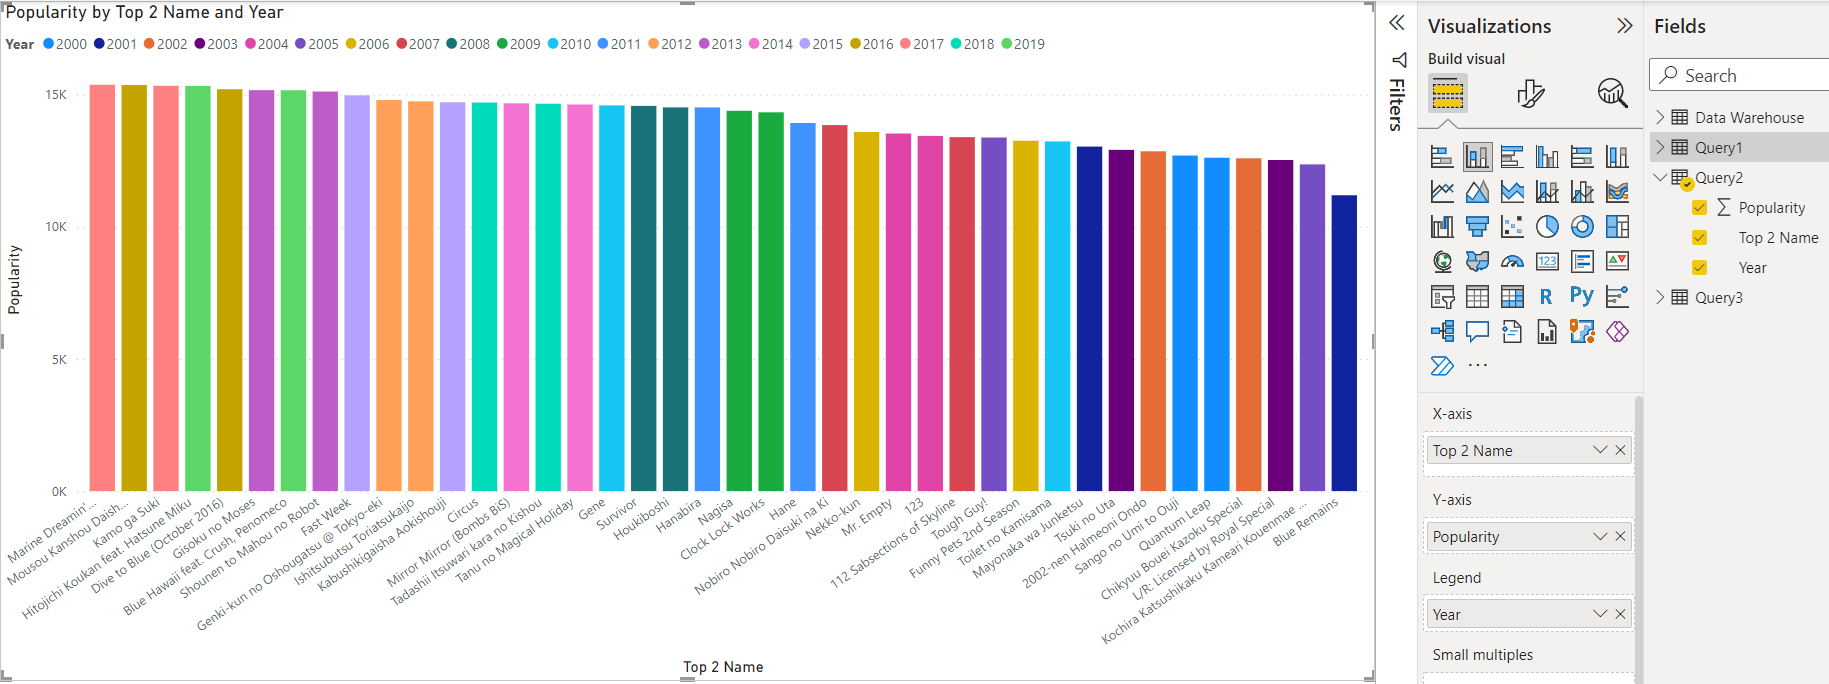 Popularity by Top 2 Name and Year
Year 2000 2001 2002 2003 2004 2005 2006 2007 2008 2009 2010 2011 2012 2013 2014 2015 2016 2017 2018 2019
Popularity
15K
10K
5K
0K
Marine Dreamin' ...
Mousou Kanshou Daish...
Kamo ga Suki
Hitojichi Koukan feat. Hatsune Miku
Dive to Blue (October 2016)
Gisoku no Moses
Blue Hawaii feat. Crush, Penomeco
Shounen to Mahou no Robot
Fast Week
Genki-kun no Oshougatsu @ Tokyo-eki
Ishitsubutsu Toriatsukaijo
Kabushikigaisha Aokishouji
Circus
Mirror Mirror (Bombs BiS)
Tadashii Itsuwari kara no Kishou
Tanu no Magical Holiday
Gene
Survivor
Houkiboshi
Hanabira
Nagisa
Clock Lock Works
Hane
Nobiro Nobiro Daisuki na Ki
Nekko-kun
Mr. Empty
123
112 Sabsections of Skyline
Tough Guy!
Funny Pets 2nd Season
Toilet no Kamisama
Mayonaka wa Junketsu
Tsuki no Uta
2002-nen Halmeoni Ondo
Sango no Umi to Ouji
Quantum Leap
Chikyuu Bouei Kazoku Special
L/R: Licensed by Royal Special
Kochira Katsushikaku Kameari Kouenmae ...
Blue Remains
Top 2 Name
Filters
Visualizations
Build visual
123
R
Py
...
X-axis
Top 2 Name
Y-axis
Popularity
Legend
Year
Small multiples
Fields
Search
Data Warehouse
Query1
Query2
Popularity
Top 2 Name
Year
Query3